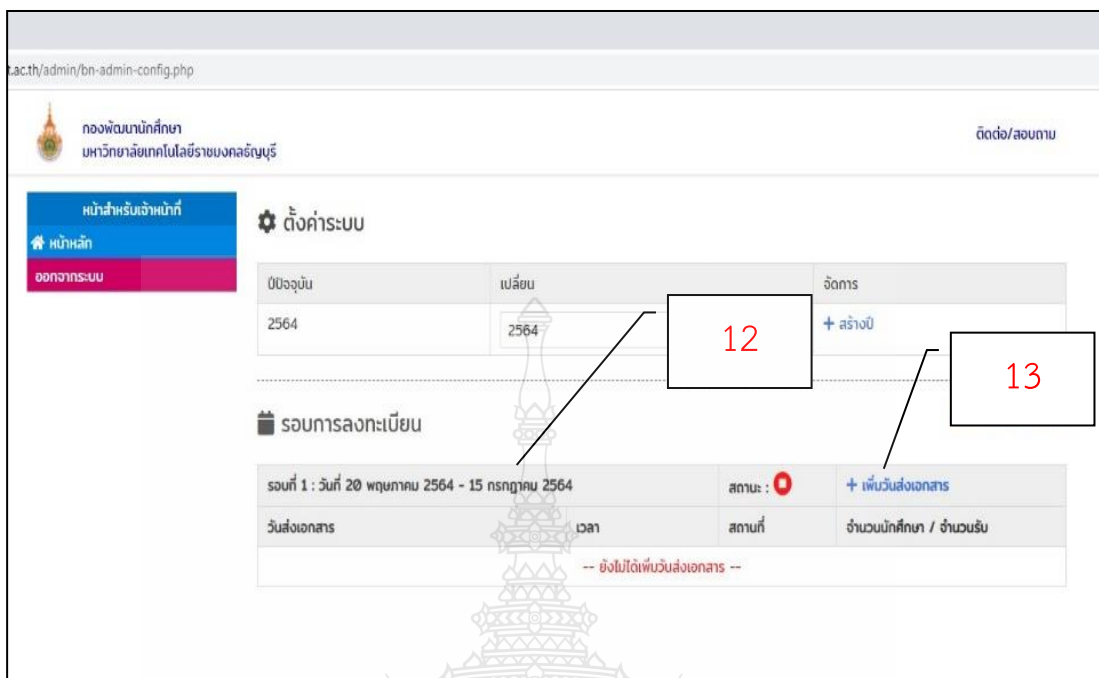 t.ac.th/admin/bn-admin-config.php
กองพัฒนานักศึกษา
มหาวิทยาลัยเทคโนโลยีราชมงคลธัญบุรี
ติดต่อ/สอบถาม
หน้าสำหรับเจ้าหน้าที่
หน้าหลัก
ออกจากระบบ
ตั้งค่าระบบ
ปีปัจจุบัน เปลี่ยน จัดการ
2564 2564 + สร้างปี
12
13
รอบการลงทะเบียน
รอบที่ 1 : วันที่ 20 พฤษภาคม 2564 - 15 กรกฎาคม 2564 สถานะ : + เพิ่มวันส่งเอกสาร
วันส่งเอกสาร เวลา สถานที่ จำนวนนักศึกษา / จำนวนรับ
-- ยังไม่ได้เพิ่มวันส่งเอกสาร --